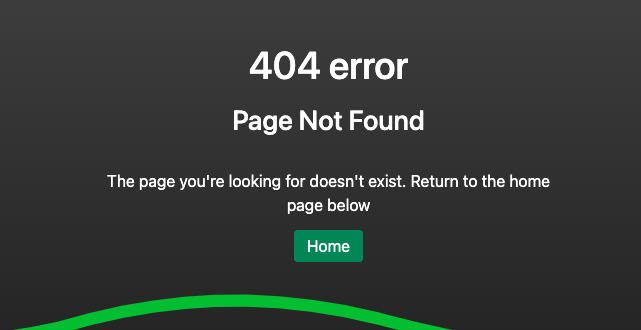 404 error
Page Not Found
The page you're looking for doesn't exist. Return to the home
page below
Home